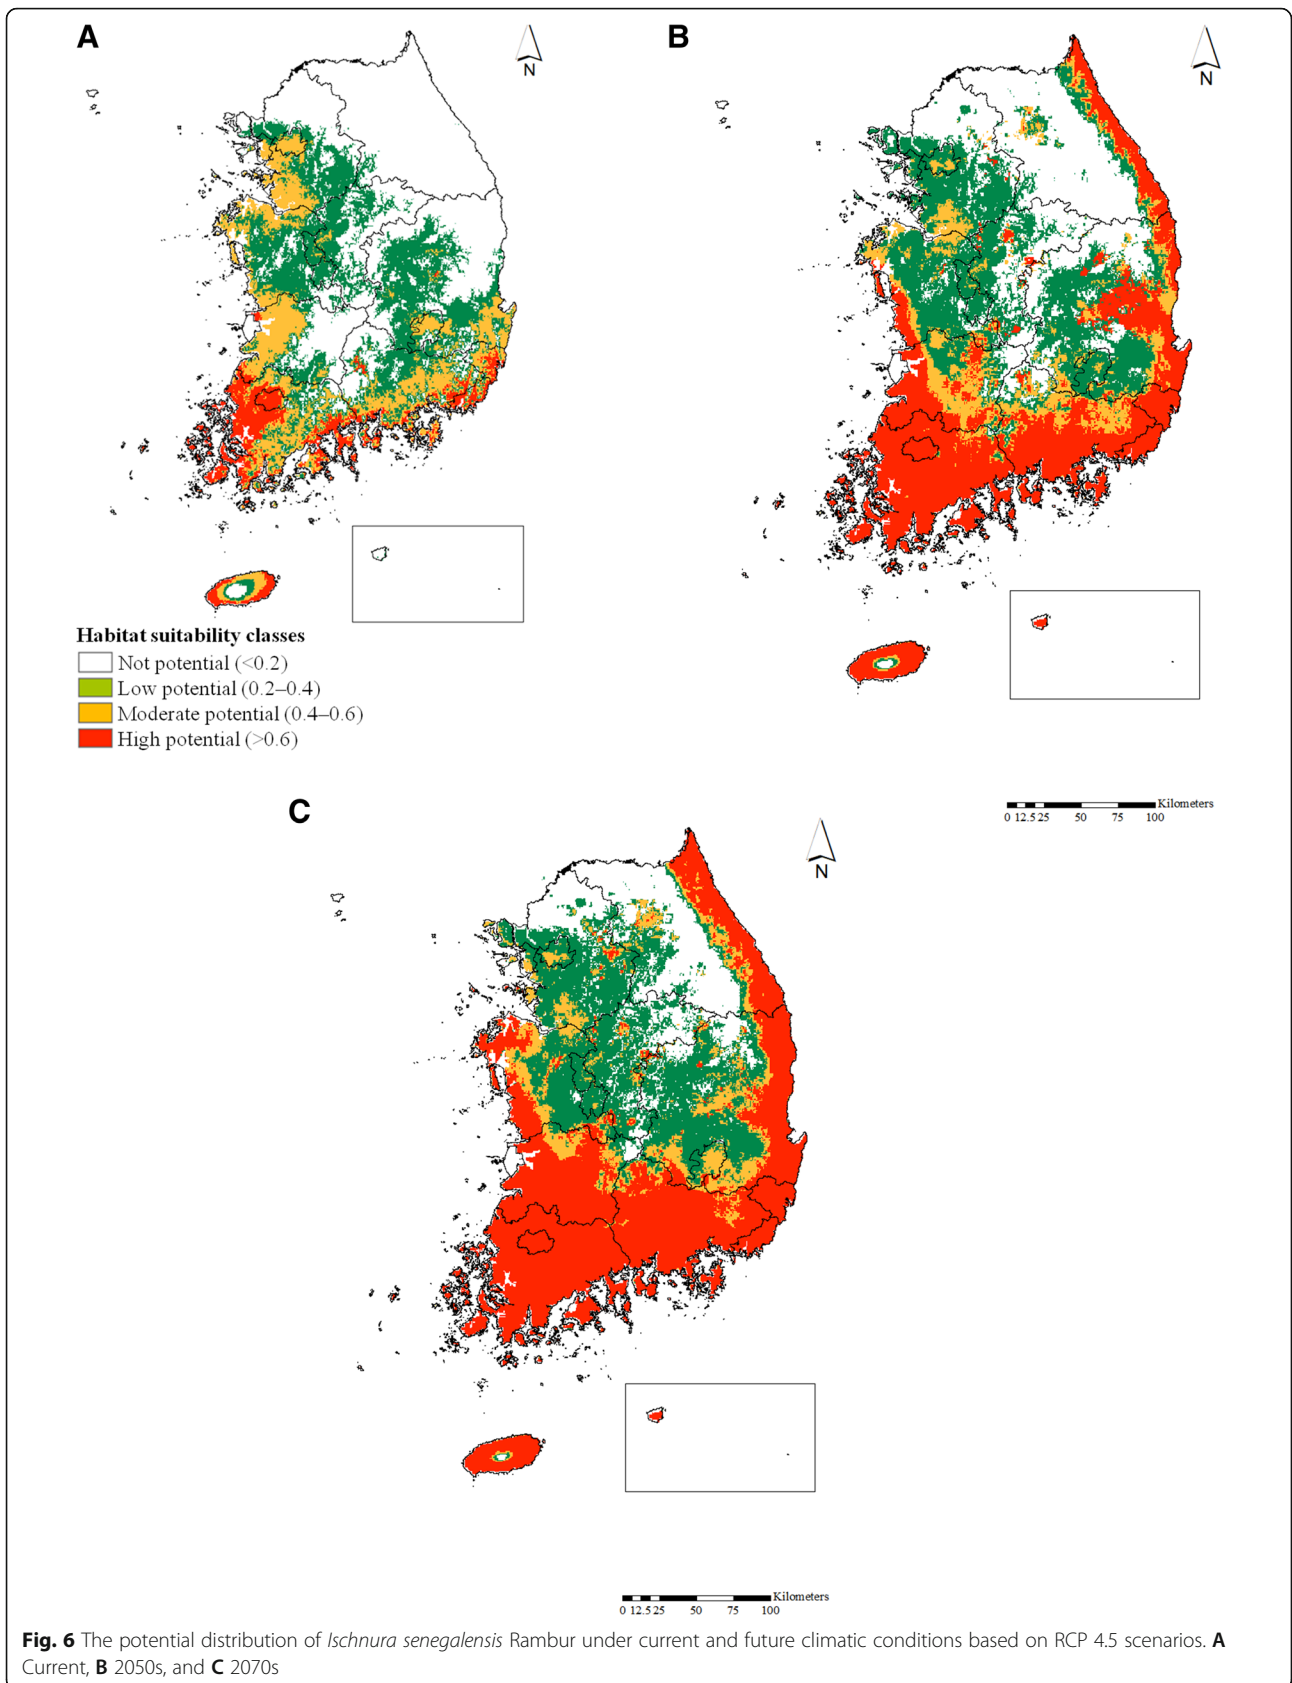 A
N
B
N
Habitat suitability classes
Not potential (<0.2)
Low potential (0.2–0.4)
Moderate potential (0.4–0.6)
High potential (>0.6)
Kilometers
0 12.5 25 50 75 100
C
N
Kilometers
0 12.5 25 50 75 100
Fig. 6 The potential distribution of Ischnura senegalensis Rambur under current and future climatic conditions based on RCP 4.5 scenarios. A
Current, B 2050s, and C 2070s